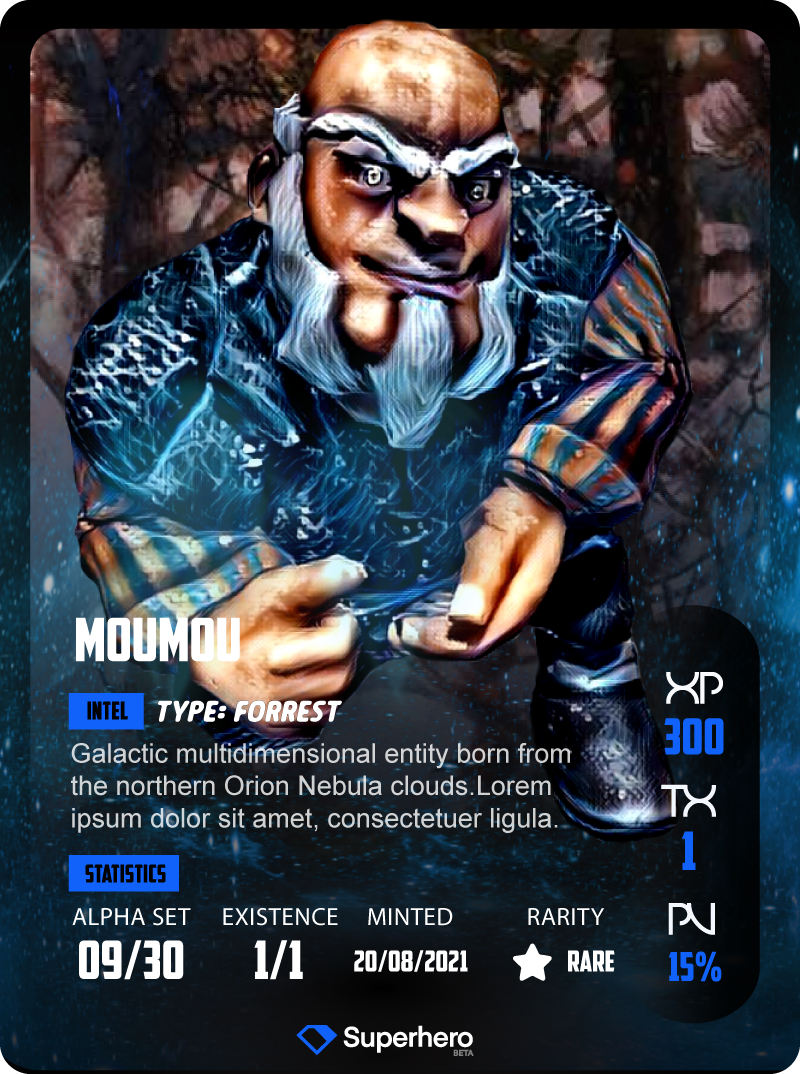 MOUMOU
INTEL TYPE: FORREST
Galactic multidimensional entity born from
the northern Orion Nebula clouds.Lorem
ipsum dolor sit amet, consectetuer ligula.
XP
300
TX
1
PV
15%
STATISTICS
ALPHA SET EXISTENCE MINTED RARITY
09/30 1/1 20/08/2021 RARE
Superhero
BETA